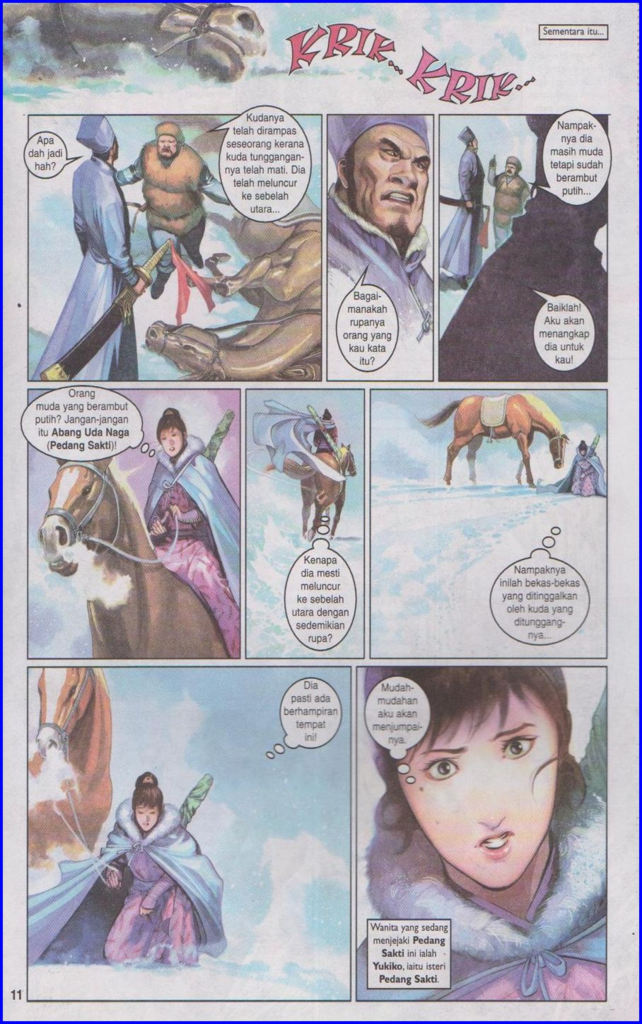 KRIK... KRIK...
Sementara itu...
Apa
dah jadi
hah?
Kudanya
telah dirampas
seseorang kerana
kuda tunggangan-
nya telah mati. Dia
telah meluncur
ke sebelah
utara...
Bagai-
manakah
rupanya
orang yang
kau kata
itu?
Nampak-
nya dia
masih muda
tetapi sudah
berambut
putih...
Baiklah!
Aku akan
menangkap
dia untuk
kau!
Orang
muda yang berambut
putih? Jangan-jangan
itu Abang Uda Naga
(Pedang Sakti)!
Kenapa
dia mesti
meluncur
ke sebelah
utara dengan
sedemikian
rupa?
Nampaknya
inilah bekas-bekas
yang ditinggalkan
oleh kuda yang
ditunggang-
nya...
Dia
pasti ada
berhampiran
tempat
ini!
Mudah-
mudahan
aku akan
menjumpai-
nya..
Wanita yang sedang
menjejaki Pedang
Sakti ini ialah
Yukiko, iaitu isteri
Pedang Sakti.
11